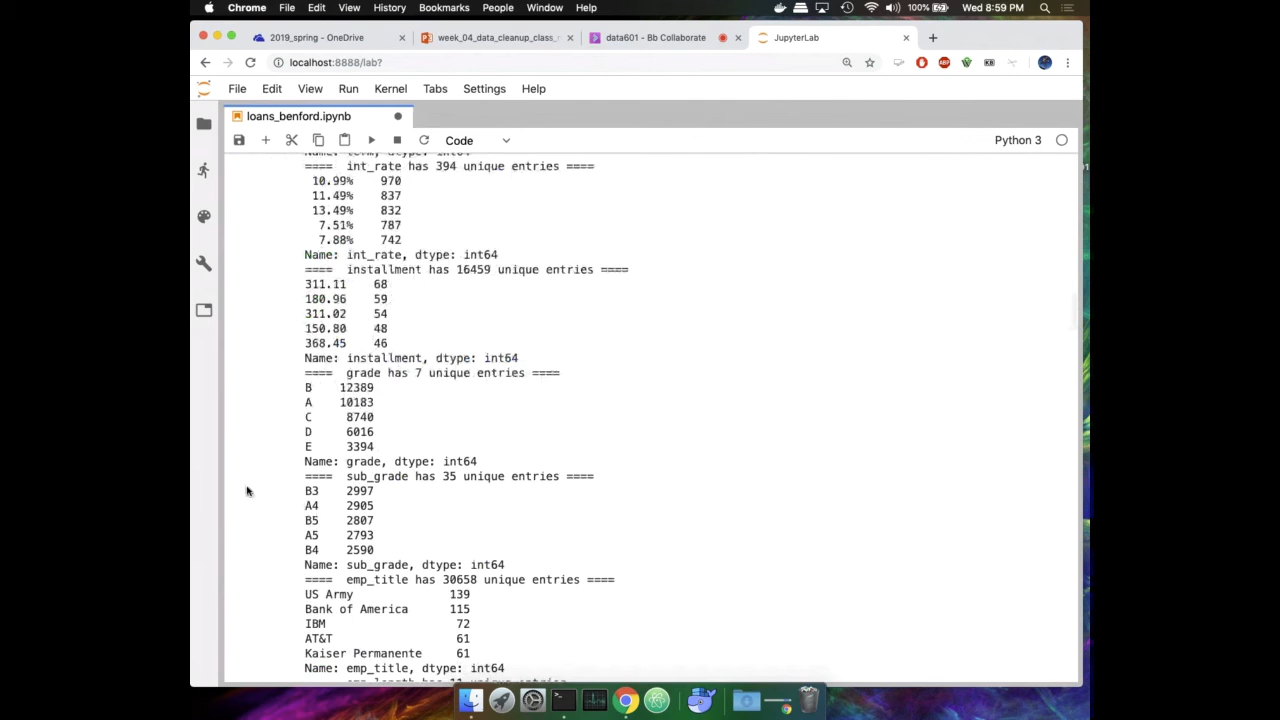 Chrome File Edit View History Bookmarks People Window Help 100% Wed 8:59 PM
2019_spring - OneDrive week_04_data_cleanup_class_ data601 - Bb Collaborate JupyterLab
localhost:8888/lab?
File Edit View Run Kernel Tabs Settings Help
loans_benford.ipynb
Code Python 3
==== int_rate has 394 unique entries ====
10.99% 970
11.49% 837
13.49% 832
7.51% 787
7.88% 742
Name: int_rate, dtype: int64
==== installment has 16459 unique entries ====
311.11 68
180.96 59
311.02 54
150.80 48
368.45 46
Name: installment, dtype: int64
==== grade has 7 unique entries ====
B 12389
A 10183
C 8740
D 6016
E 3394
Name: grade, dtype: int64
==== sub_grade has 35 unique entries ====
B3 2997
A4 2905
B5 2807
A5 2793
B4 2590
Name: sub_grade, dtype: int64
==== emp_title has 30658 unique entries ====
US Army 139
Bank of America 115
IBM 72
AT&T 61
Kaiser Permanente 61
Name: emp_title, dtype: int64